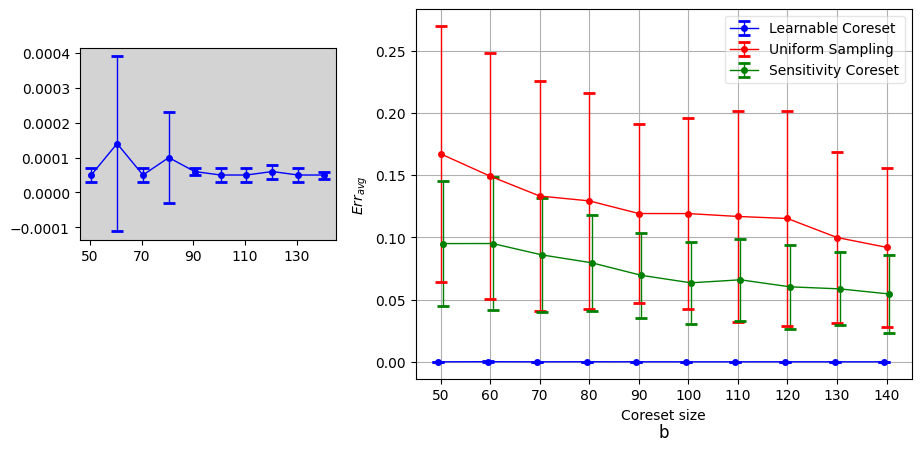 0.0004
0.0003
0.0002
0.0001
0.0000
−0.0001
50 70 90 110 130
Learnable Coreset
Uniform Sampling
Sensitivity Coreset
0.25
0.20
0.15
0.10
0.05
0.00
Err_avg
50 60 70 80 90 100 110 120 130 140
Coreset size
b